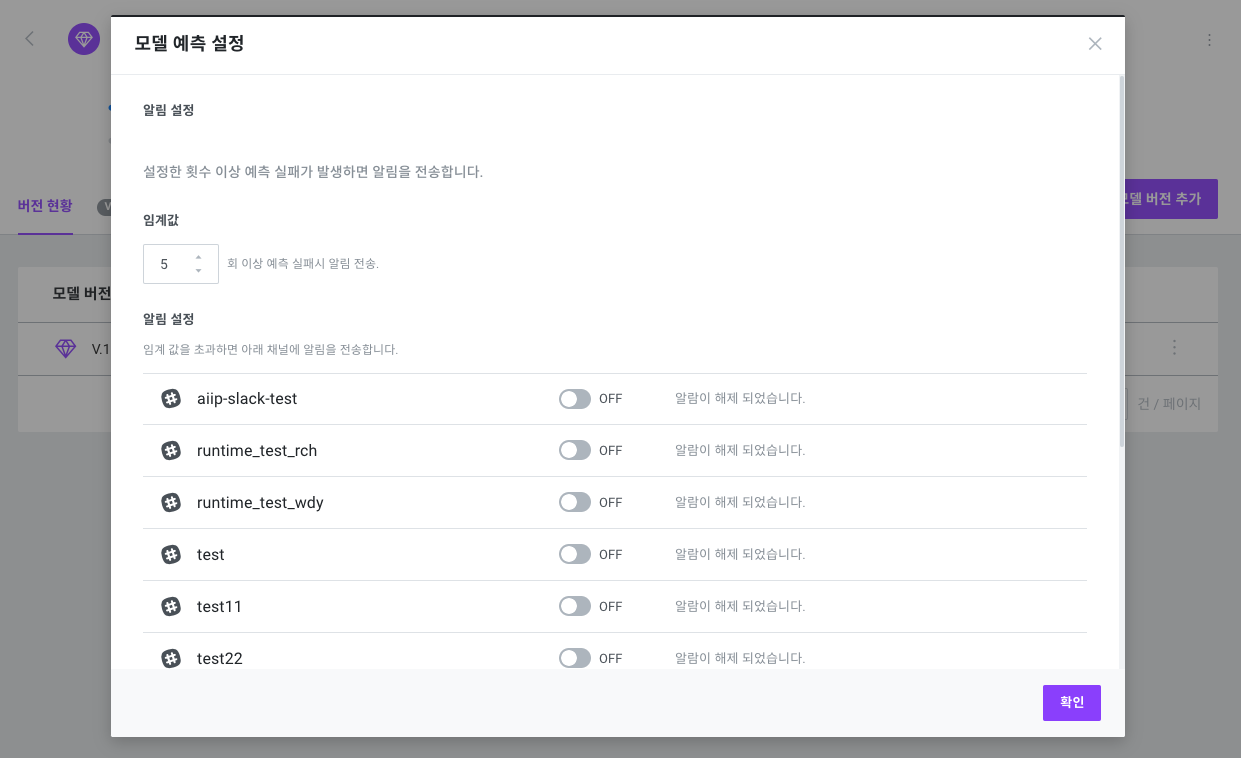 모델 예측 설정
알림 설정
설정한 횟수 이상 예측 실패가 발생하면 알림을 전송합니다.
버전 현황
모델 버전 추가
임계값
5 회 이상 예측 실패시 알림 전송.
모델 버전
알림 설정
V.1
임계 값을 초과하면 아래 채널에 알림을 전송합니다.
aiip-slack-test OFF 알람이 해제 되었습니다.
건 / 페이지
runtime_test_rch OFF 알람이 해제 되었습니다.
runtime_test_wdy OFF 알람이 해제 되었습니다.
test OFF 알람이 해제 되었습니다.
test11 OFF 알람이 해제 되었습니다.
test22 OFF 알람이 해제 되었습니다.
확인